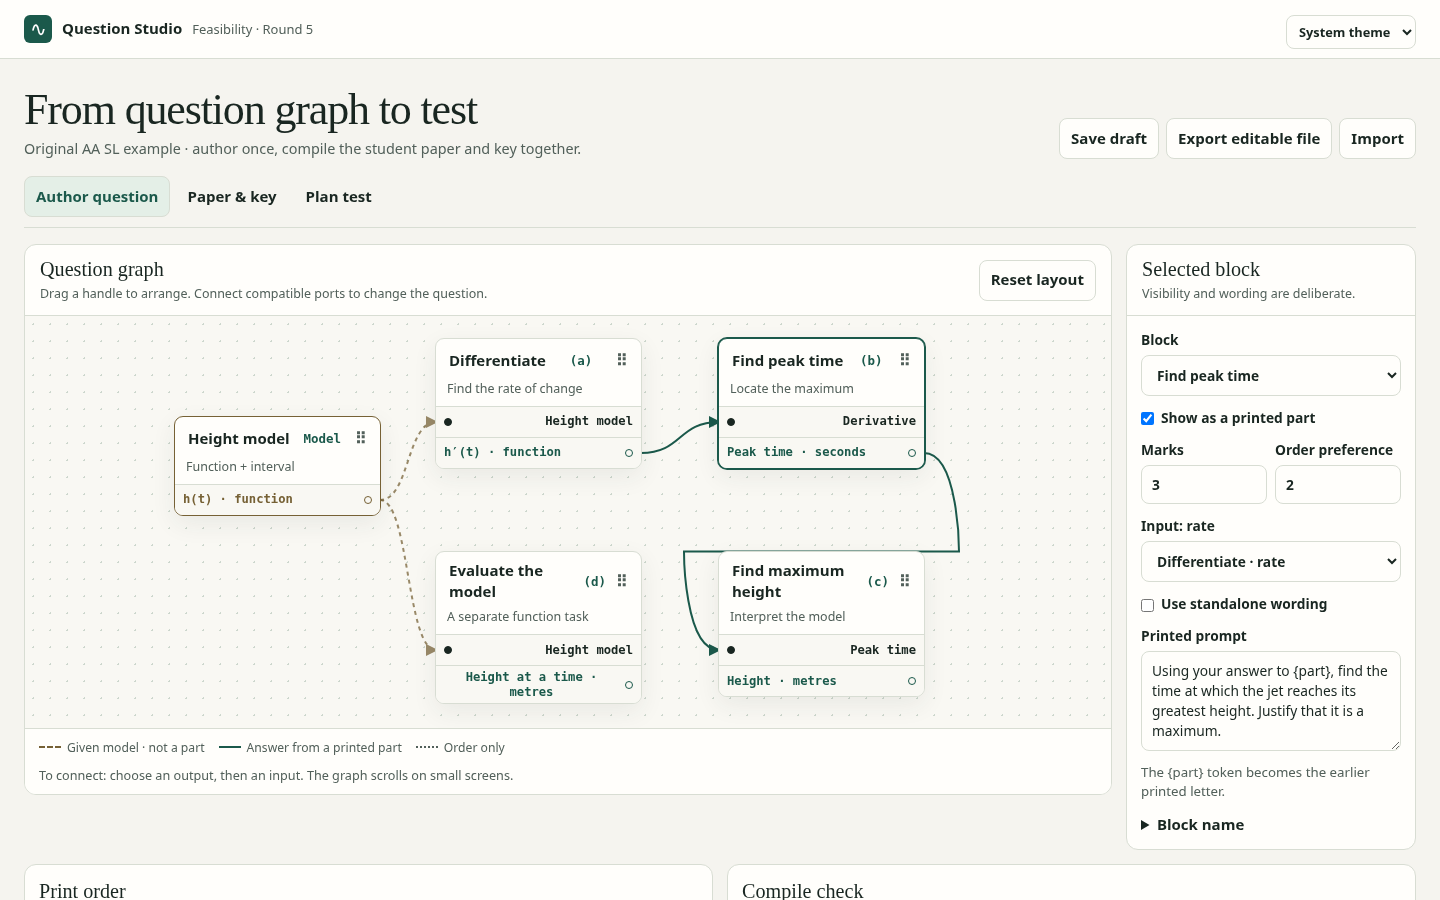 Question Studio Feasibility · Round 5
System theme
From question graph to test
Original AA SL example · author once, compile the student paper and key together.
Save draft
Export editable file
Import
Author question
Paper & key
Plan test
Question graph
Drag a handle to arrange. Connect compatible ports to change the question.
Reset layout
Height model Model
Function + interval
h(t) · function
Differentiate (a)
Find the rate of change
Height model
h′(t) · function
Find peak time (b)
Locate the maximum
Derivative
Peak time · seconds
Evaluate the
model
(d)
A separate function task
Height model
Height at a time ·
metres
Find maximum
height
(c)
Interpret the model
Peak time
Height · metres
Given model · not a part
Answer from a printed part
Order only
To connect: choose an output, then an input. The graph scrolls on small screens.
Selected block
Visibility and wording are deliberate.
Block
Find peak time
Show as a printed part
Marks
Order preference
3
2
Input: rate
Differentiate · rate
Use standalone wording
Printed prompt
Using your answer to {part}, find the
time at which the jet reaches its
greatest height. Justify that it is a
maximum.
The {part} token becomes the earlier
printed letter.
Block name
Print order
Compile check